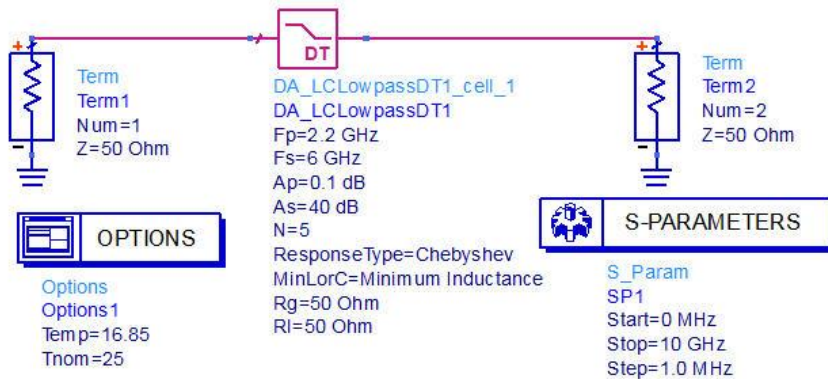 DT
Term
Term1
Num=1
Z=50 Ohm
DA_LCLowpassDT1_cell_1
DA_LCLowpassDT1
Fp=2.2 GHz
Fs=6 GHz
Ap=0.1 dB
As=40 dB
N=5
ResponseType=Chebyshev
MinLorC=Minimum Inductance
Rg=50 Ohm
Rl=50 Ohm
Term
Term2
Num=2
Z=50 Ohm
OPTIONS
Options
Options1
Temp=16.85
Tnom=25
S-PARAMETERS
S_Param
SP1
Start=0 MHz
Stop=10 GHz
Step=1.0 MHz